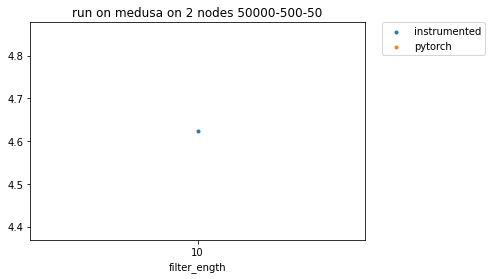 run on medusa on 2 nodes 50000-500-50
instrumented
pytorch
4.8
4.7
4.6
4.5
4.4
10
filter_ength